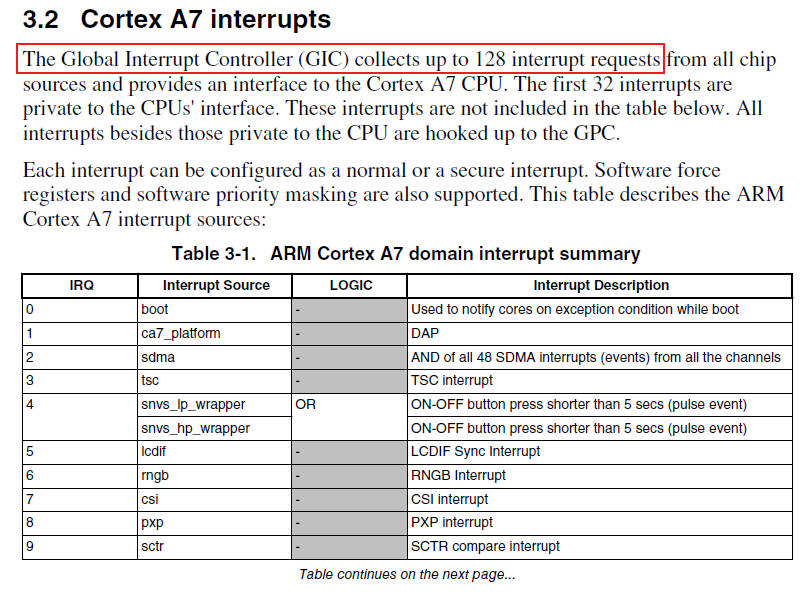 3.2 Cortex A7 interrupts
The Global Interrupt Controller (GIC) collects up to 128 interrupt requests from all chip
sources and provides an interface to the Cortex A7 CPU. The first 32 interrupts are
private to the CPUs' interface. These interrupts are not included in the table below. All
interrupts besides those private to the CPU are hooked up to the GPC.
Each interrupt can be configured as a normal or a secure interrupt. Software force
registers and software priority masking are also supported. This table describes the ARM
Cortex A7 interrupt sources:
Table 3-1. ARM Cortex A7 domain interrupt summary
IRQ Interrupt Source LOGIC Interrupt Description
0 boot - Used to notify cores on exception condition while boot
1 ca7_platform - DAP
2 sdma - AND of all 48 SDMA interrupts (events) from all the channels
3 tsc - TSC interrupt
4 snvs_lp_wrapper OR ON-OFF button press shorter than 5 secs (pulse event)
snvs_hp_wrapper ON-OFF button press shorter than 5 secs (pulse event)
5 lcdif - LCDIF Sync Interrupt
6 rngb - RNGB Interrupt
7 csi - CSI interrupt
8 pxp - PXP interrupt
9 sctr - SCTR compare interrupt
Table continues on the next page...